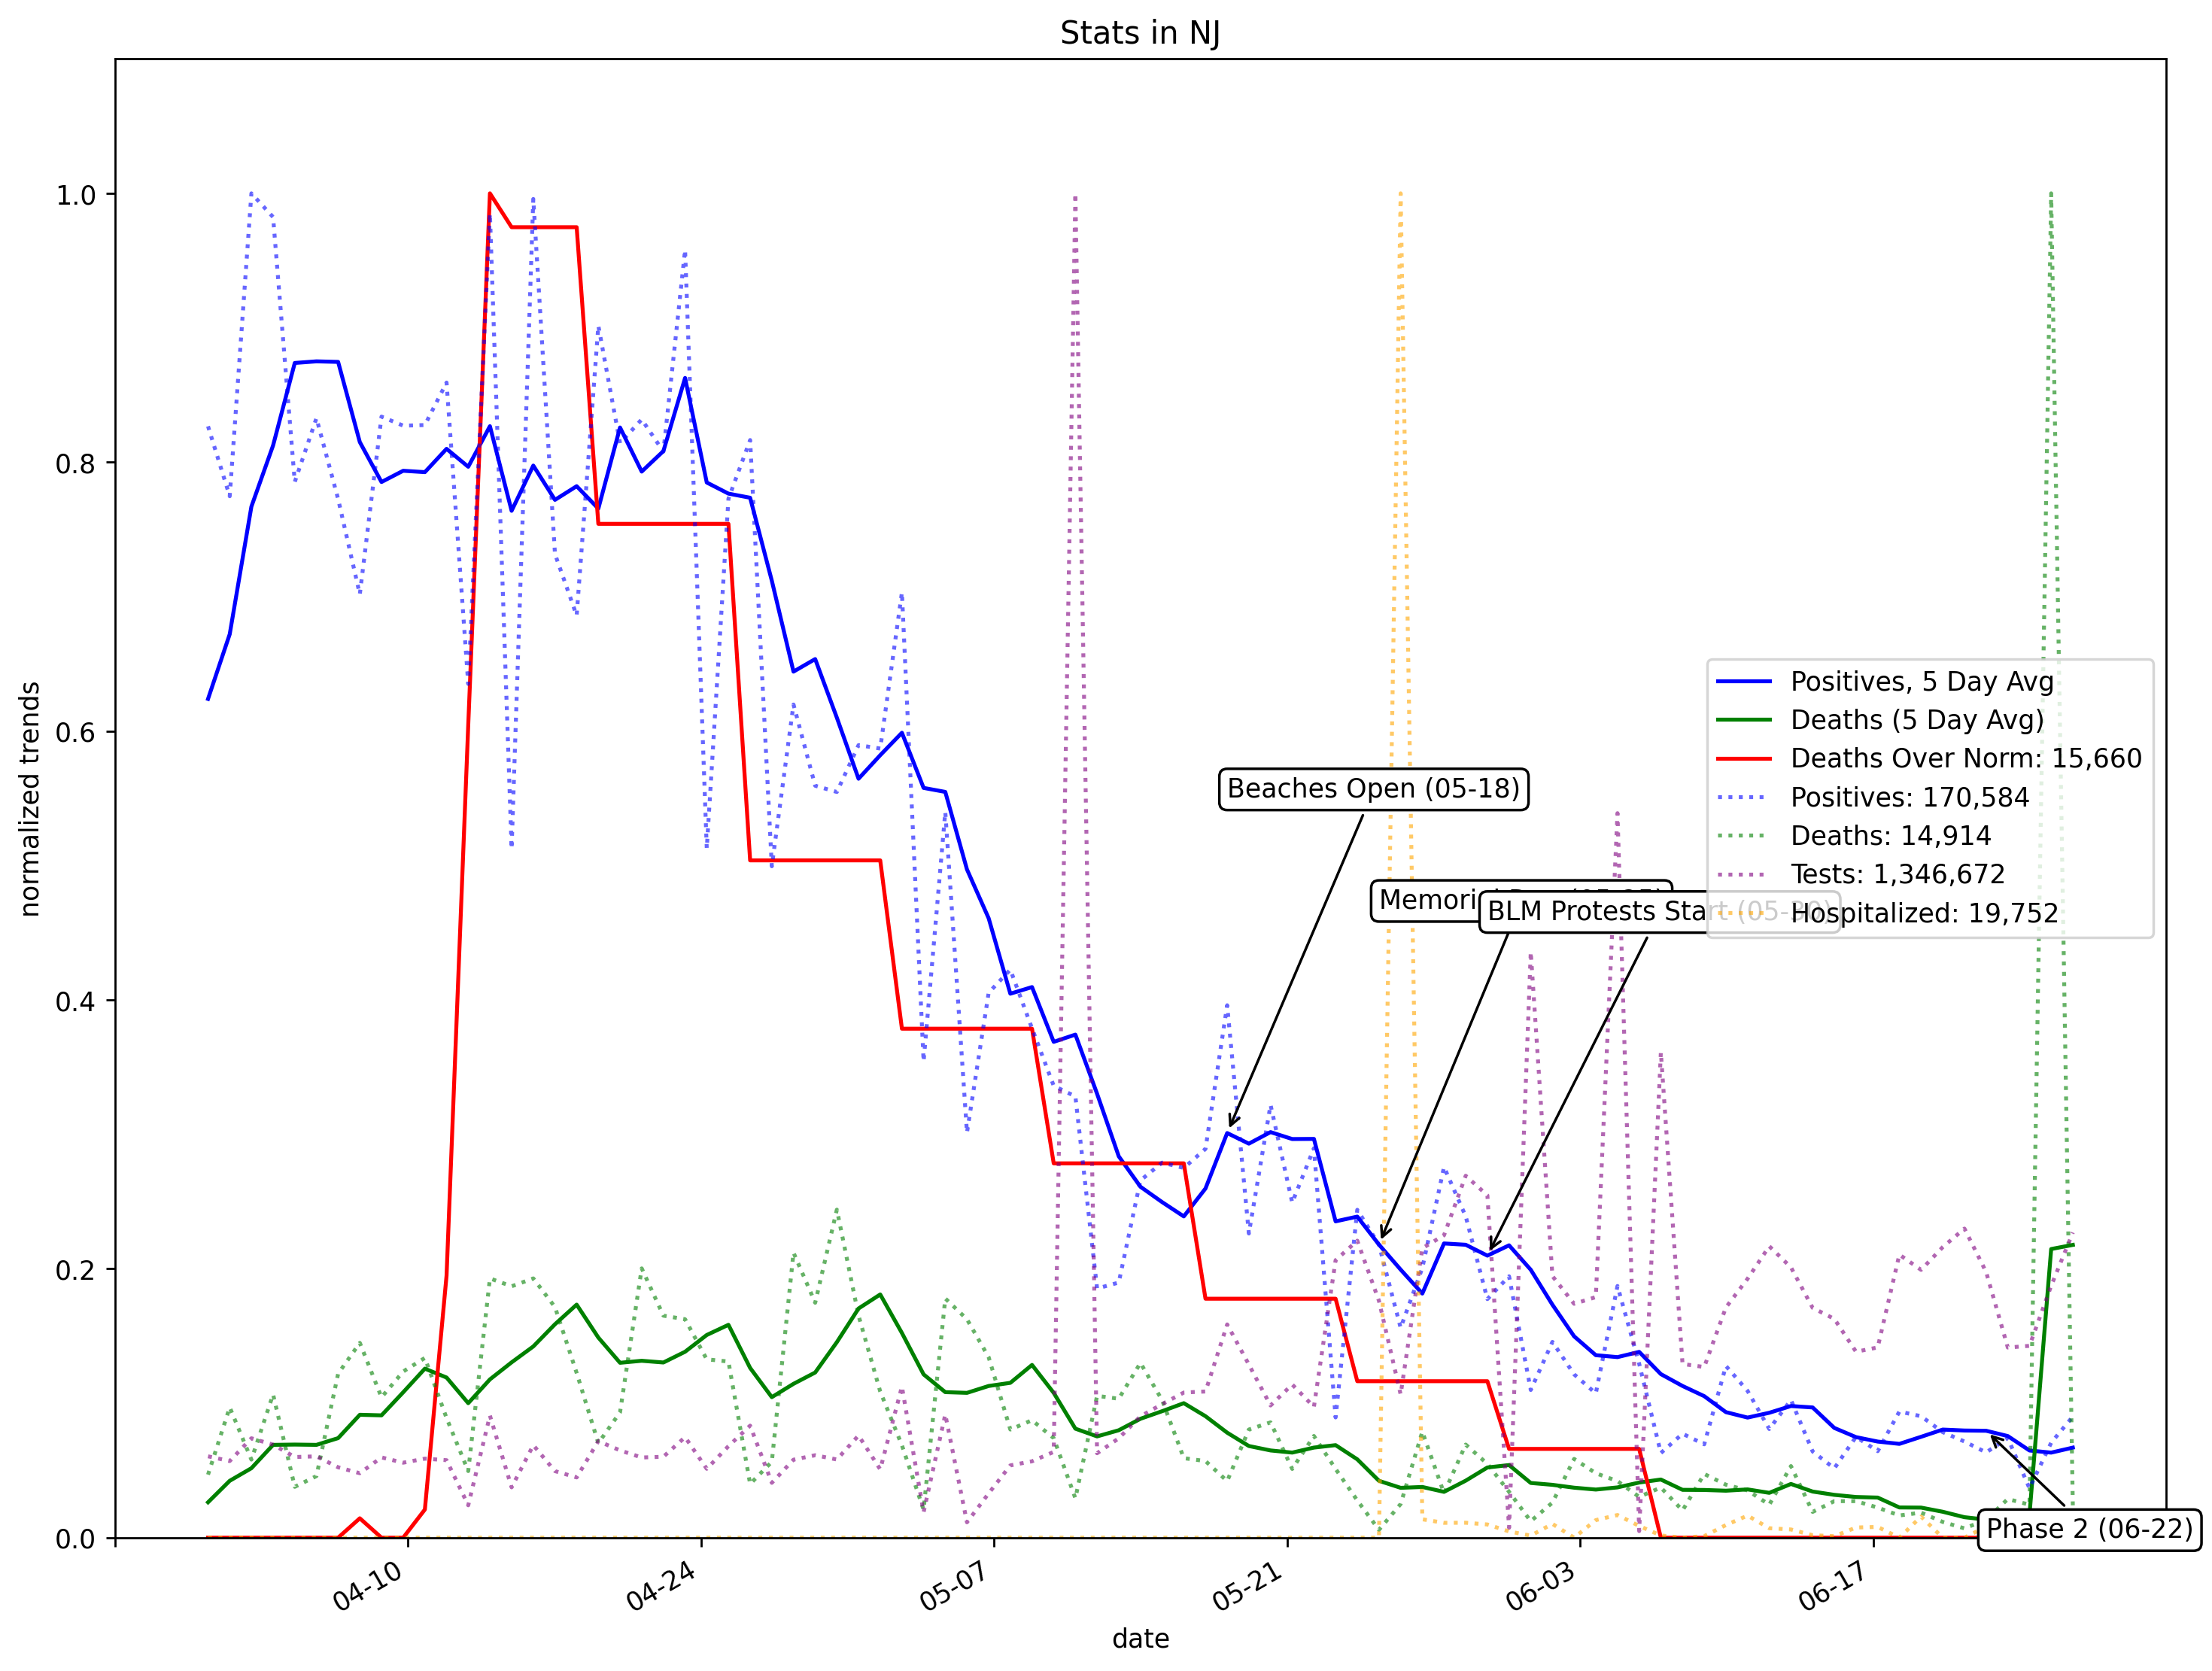 Stats in NJ
1.0
0.8
0.6
0.4
0.2
0.0
normalized trends
Positives, 5 Day Avg
Deaths (5 Day Avg)
Deaths Over Norm: 15,660
Positives: 170,584
Deaths: 14,914
Tests: 1,346,672
Hospitalized: 19,752
Beaches Open (05-18)
BLM Protests Start (05-30)
Phase 2 (06-22)
04-10
04-24
05-07
05-21
06-03
06-17
date